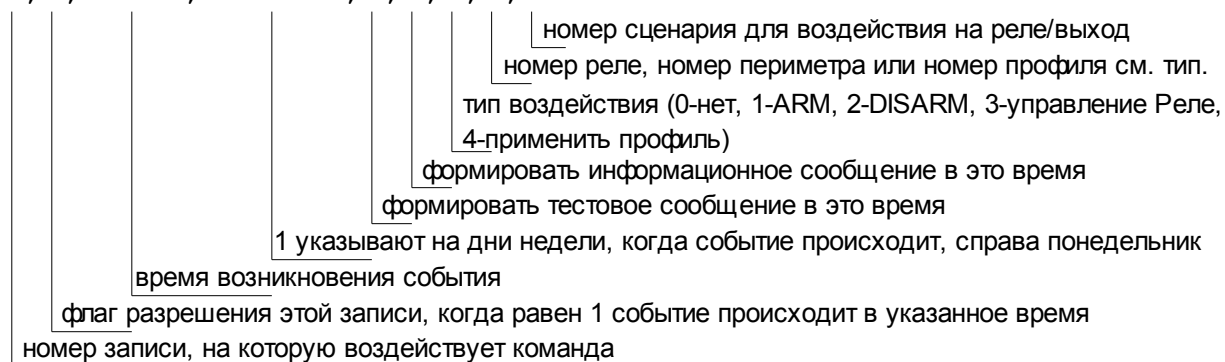 номер сценария для воздействия на реле/выход
номер реле, номер периметра или номер профиля см. тип.
тип воздействия (0-нет, 1-ARM, 2-DISARM, 3-управление Реле,
4-применить профиль)
формировать информационное сообщение в это время
формировать тестовое сообщение в это время
1 указывают на дни недели, когда событие происходит, справа понедельник
время возникновения события
флаг разрешения этой записи, когда равен 1 событие происходит в указанное время
номер записи, на которую воздействует команда